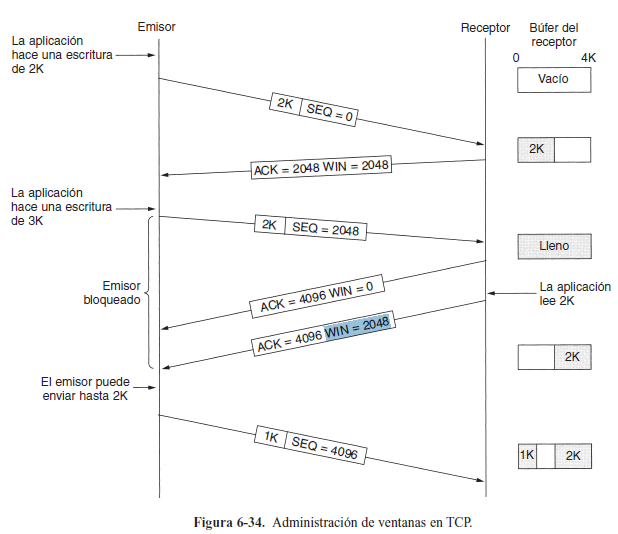 Emisor
Receptor
Búfer del
receptor
0
4K
La aplicación
hace una escritura
de 2K
Vacío
2K
SEQ = 0
2K
ACK = 2048 WIN = 2048
La aplicación
hace una escritura
de 3K
2K
SEQ = 2048
Lleno
Emisor
bloqueado
ACK = 4096 WIN = 0
La aplicación
lee 2K
ACK = 4096 WIN = 2048
2K
El emisor puede
enviar hasta 2K
1K
SEQ = 4096
1K
2K
Figura 6-34. Administración de ventanas en TCP.